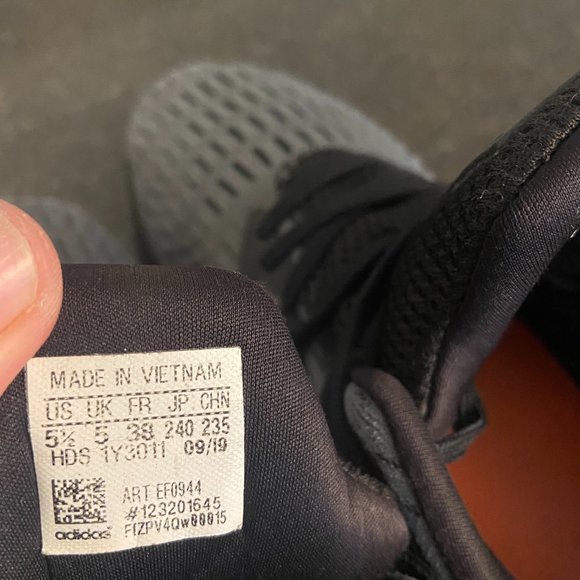 MADE IN VIETNAM
US UK FR JP CHN
5½ 5 38 240 235
HDS 1Y3011 09/19
ART EF0944
#123201645
FIZPV4Qw00015
adidas